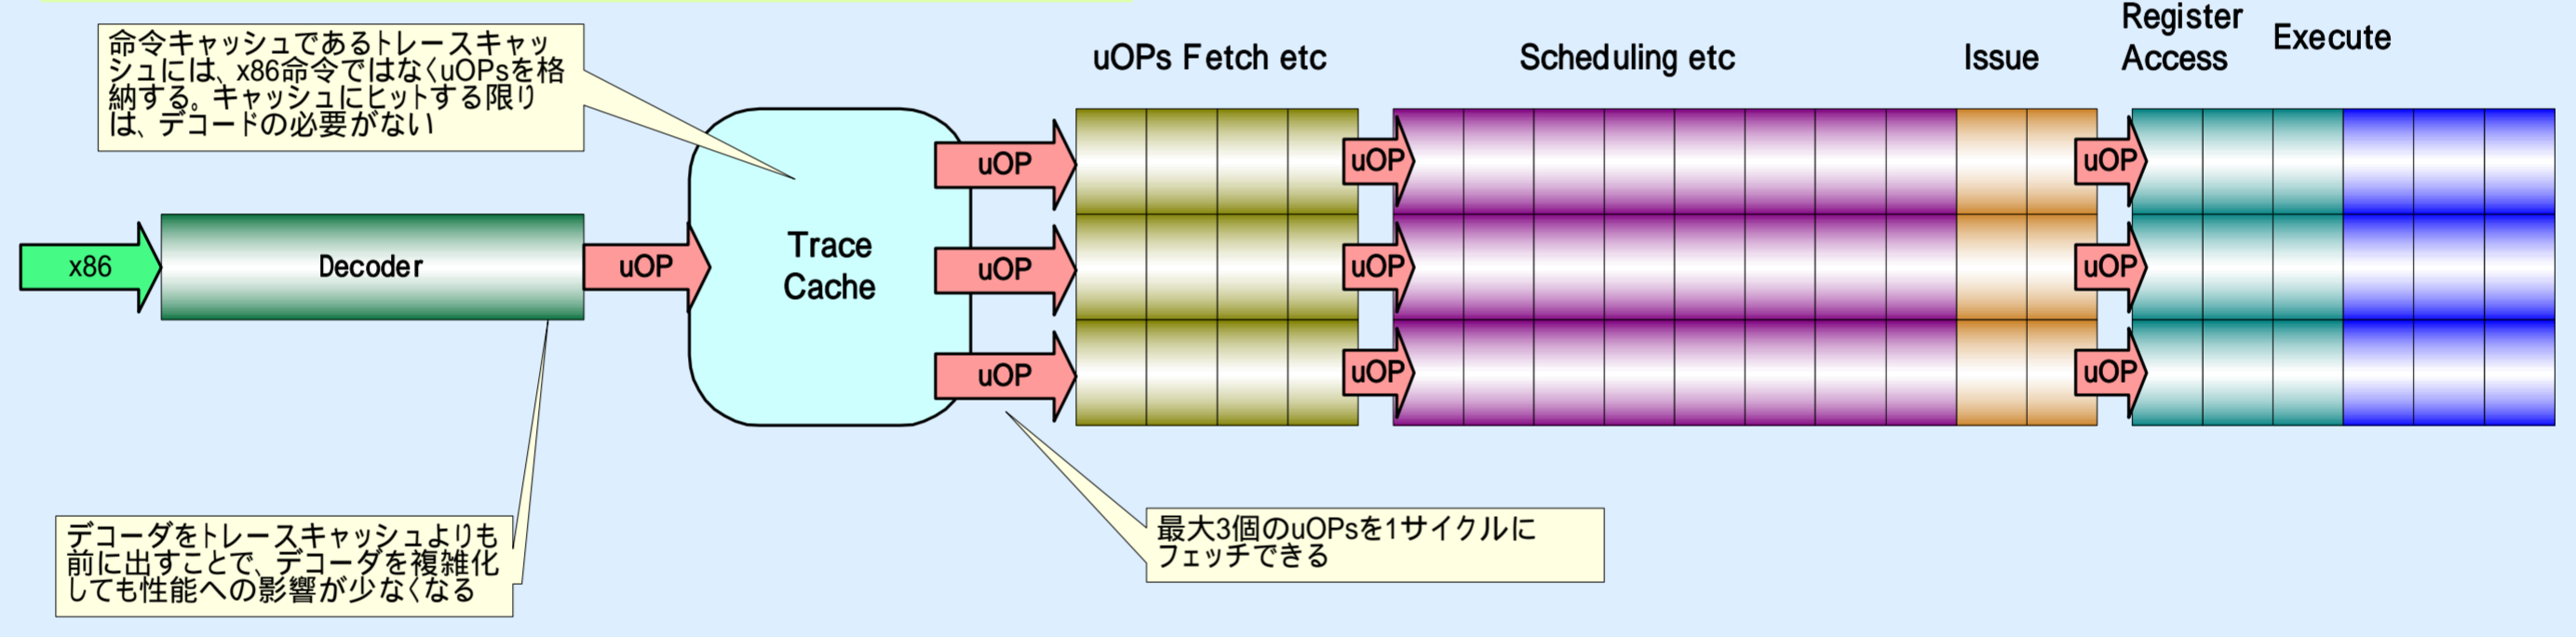 Register
Access
Execute
uOPs Fetch etc
Scheduling etc
Issue
命令キャッシュであるトレースキャッ
シュには、x86命令ではなくuOPsを格
納する。キャッシュにヒットする限り
は、デコードの必要がない
uOP
uOP
uOP
x86
Decoder
uOP
Trace
Cache
uOP
uOP
uOP
uOP
uOP
uOP
デコーダをトレースキャッシュよりも
前に出すことで、デコーダを複雑化
しても性能への影響が少なくなる
最大3個のuOPsを1サイクルに
フェッチできる